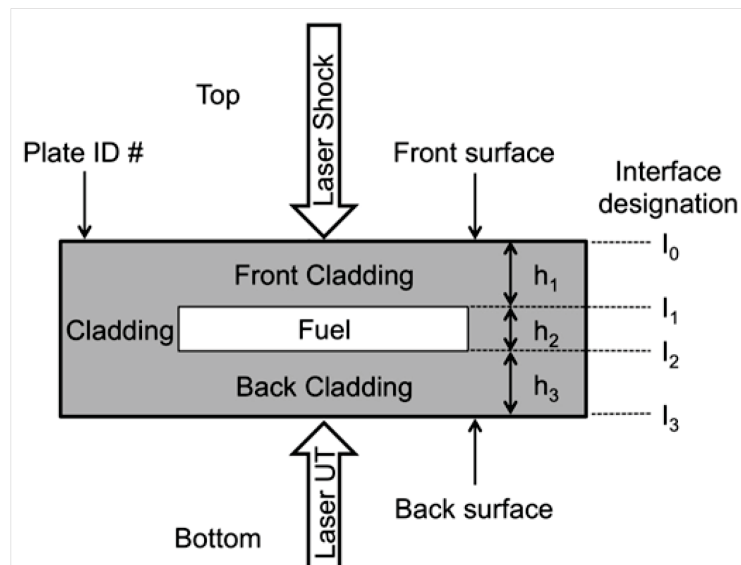 Top
Laser Shock
Plate ID #
Front surface
Interface
designation
I0
Front Cladding
h1
I1
Cladding
Fuel
h2
I2
Back Cladding
h3
I3
Laser UT
Back surface
Bottom